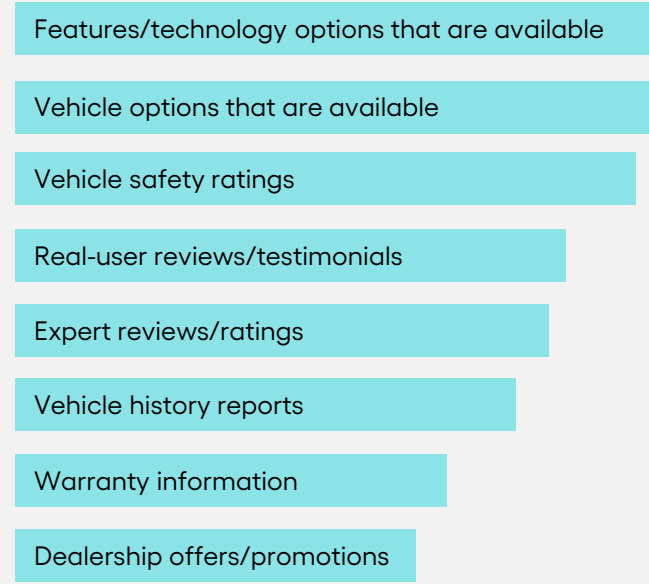 Features/technology options that are available
Vehicle options that are available
Vehicle safety ratings
Real-user reviews/testimonials
Expert reviews/ratings
Vehicle history reports
Warranty information
Dealership offers/promotions